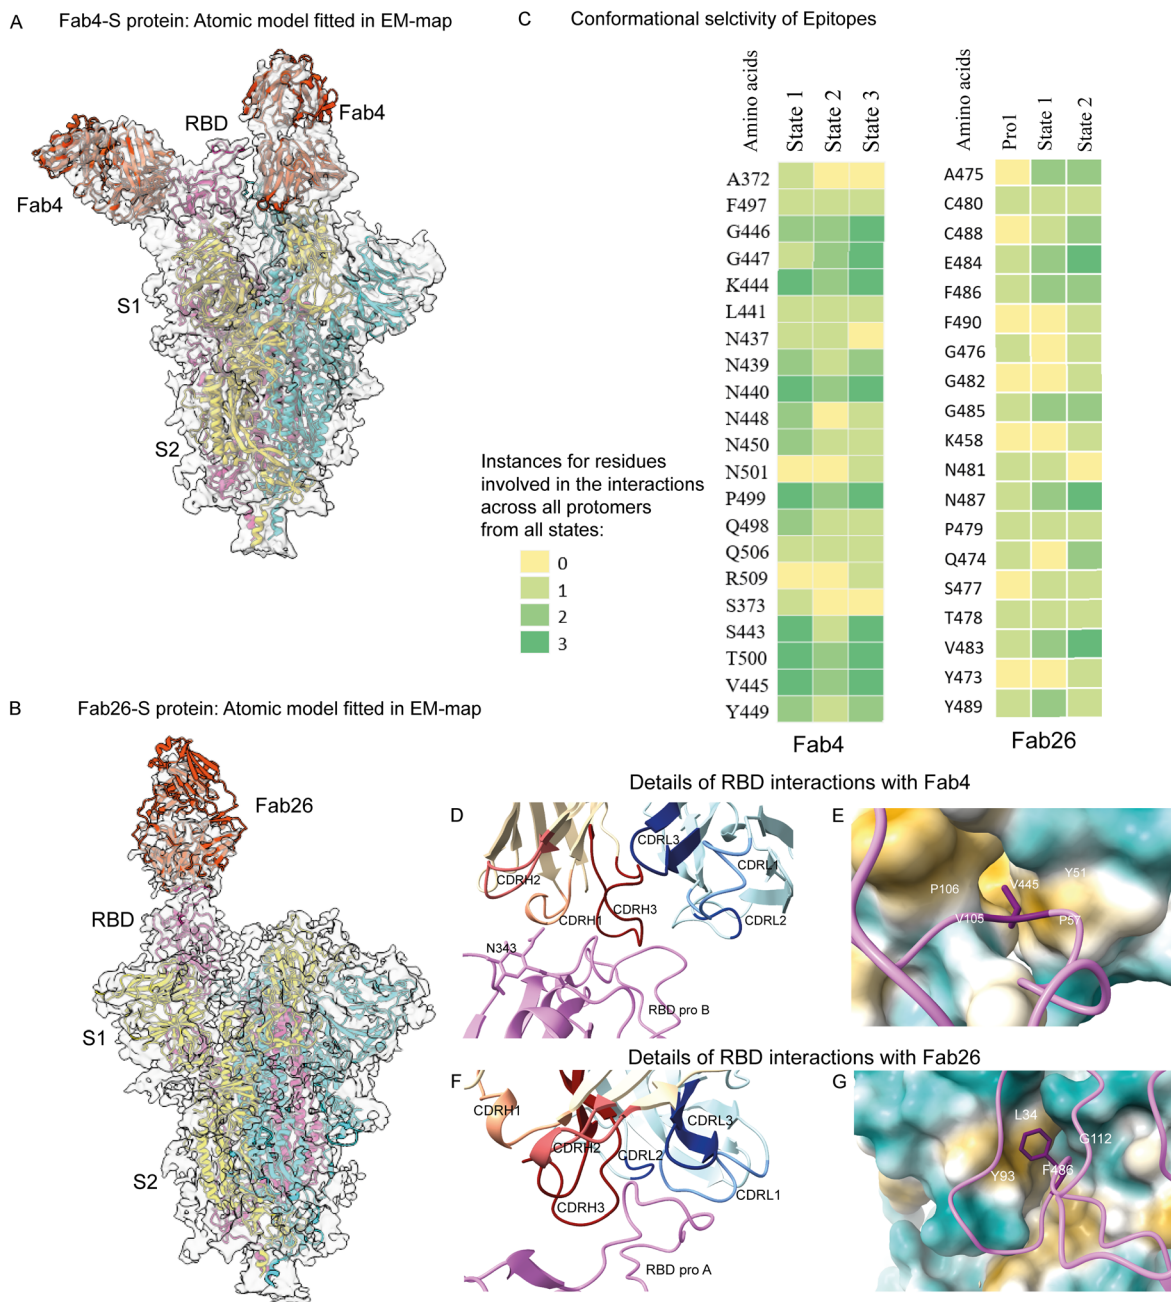 A
Fab4-S protein: Atomic model fitted in EM-map
Fab4
RBD
Fab4
S1
S2
B
Fab26-S protein: Atomic model fitted in EM-map
Fab26
RBD
S1
S2
C
Conformational selctivity of Epitopes
Instances for residues
involved in the interactions
across all protomers
from all states:
0
1
2
3
Amino acids
State 1
State 2
State 3
A372
F497
G446
G447
K444
L441
N437
N439
N440
N448
N450
N501
P499
Q498
Q506
R509
S373
S443
T500
V445
Y449
Fab4
Amino acids
Pro1
State 1
State 2
A475
C480
C488
E484
F486
F490
G476
G482
G485
K458
N481
N487
P479
Q474
S477
T478
V483
Y473
Y489
Fab26
Details of RBD interactions with Fab4
D
CDRL3
CDRL1
CDRH2
CDRH1
CDRH3
CDRL2
N343
RBD pro B
E
P106
V445
Y51
V105
P57
Details of RBD interactions with Fab26
F
CDRH1
CDRL3
CDRH2
CDRL2
CDRL1
CDRH3
RBD pro A
G
L34
G112
Y93
F486